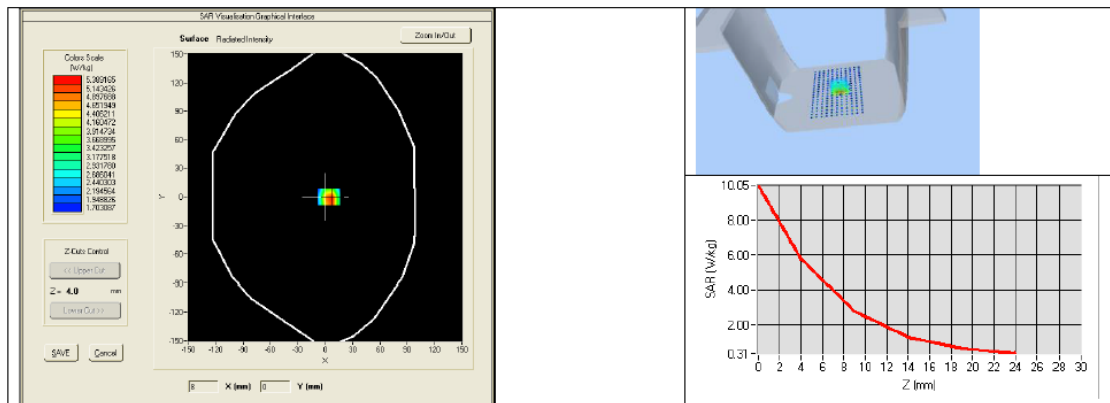 SAR Visualisation Graphical Interface
Surface Radiated Intensity
Zoom In/Out
Colors Scale
(W/kg)
5.389165
5.143426
4.897688
4.651949
4.406211
4.160472
3.914734
3.668995
3.423257
3.177518
2.931780
2.686041
2.440303
2.194564
1.948826
1.703087
150
120
90
60
30
0
-30
-60
-90
-120
-150
Y
-150 -120 -90 -60 -30 0 30 60 90 120 150
X
Z-Cuts Control
<< Upper Cut
Z = 4.0 mm
Lower Cut >>
SAVE Cancel
8 X (mm) 0 Y (mm)
10.05
8.00
6.00
4.00
2.00
0.31
SAR (W/kg)
0 2 4 6 8 10 12 14 16 18 20 22 24 26 30
Z (mm)